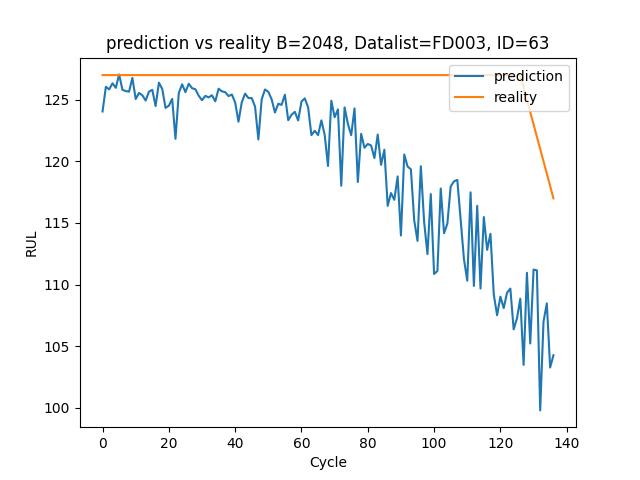 prediction vs reality B=2048, Datalist=FD003, ID=63
prediction
reality
125
120
115
110
105
100
RUL
0 20 40 60 80 100 120 140
Cycle